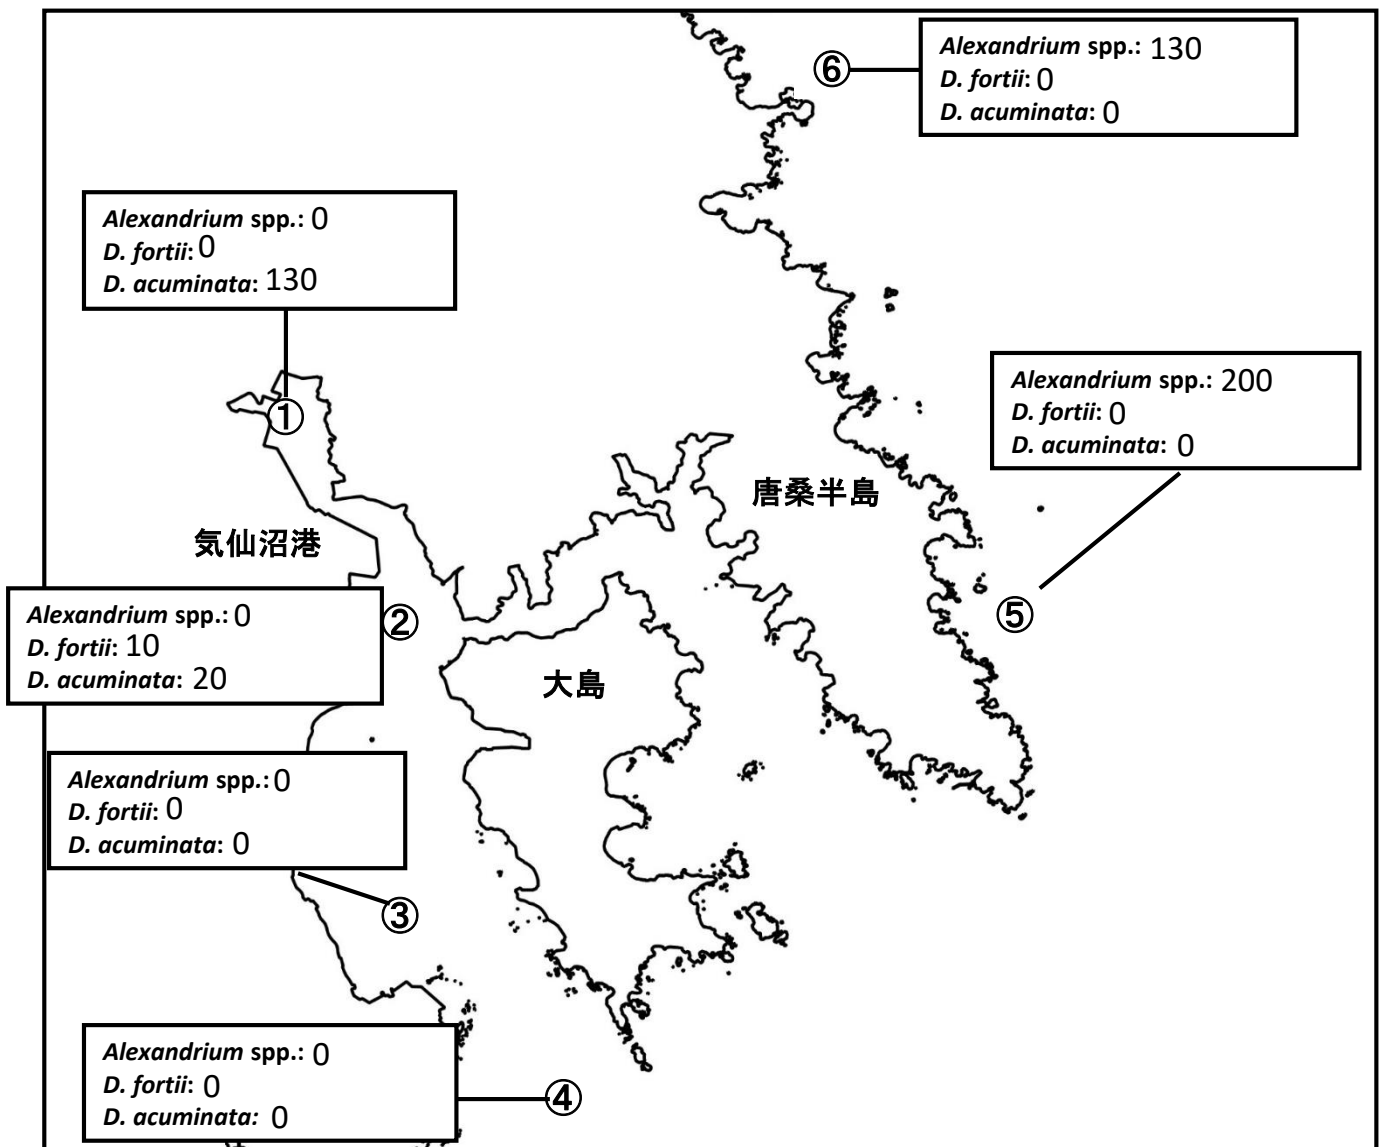 ⑥
Alexandrium spp.: 130
D. fortii: 0
D. acuminata: 0
Alexandrium spp.: 0
D. fortii: 0
D. acuminata: 130
①
Alexandrium spp.: 200
D. fortii: 0
D. acuminata: 0
唐桑半島
気仙沼港
Alexandrium spp.: 0
D. fortii: 10
D. acuminata: 20
②
⑤
大島
Alexandrium spp.: 0
D. fortii: 0
D. acuminata: 0
③
Alexandrium spp.: 0
D. fortii: 0
D. acuminata: 0
④